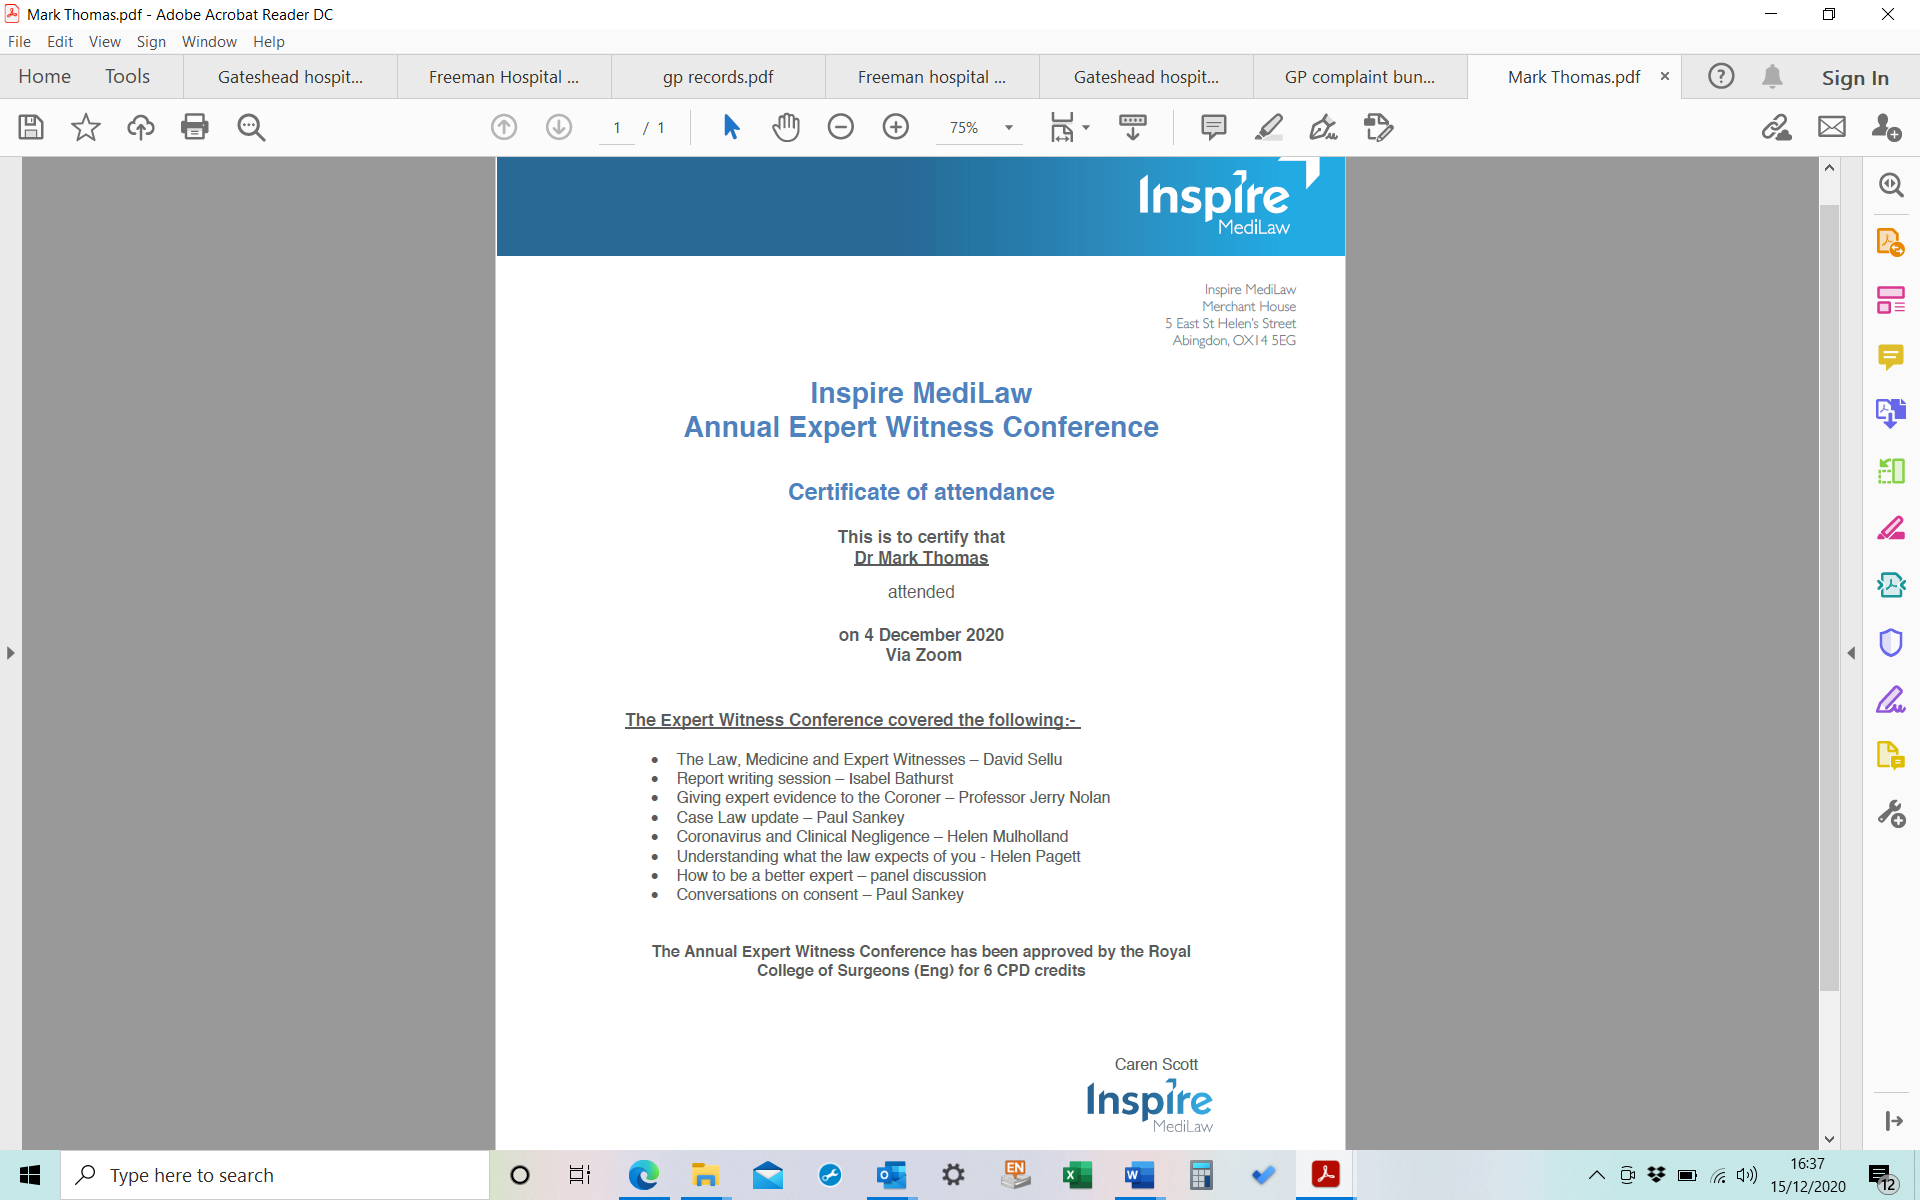 Mark Thomas.pdf - Adobe Acrobat Reader DC
File Edit View Sign Window Help
Home Tools Gateshead hospit... Freeman Hospital ... gp records.pdf Freeman hospital ... Gateshead hospit... GP complaint bun... Mark Thomas.pdf × ? Sign In
1 / 1 75%
Inspire
MediLaw
Inspire MediLaw
Merchant House
5 East St Helen's Street
Abingdon, OX14 5EG
Inspire MediLaw
Annual Expert Witness Conference
Certificate of attendance
This is to certify that
Dr Mark Thomas
attended
on 4 December 2020
Via Zoom
The Expert Witness Conference covered the following:-
• The Law, Medicine and Expert Witnesses – David Sellu
• Report writing session – Isabel Bathurst
• Giving expert evidence to the Coroner – Professor Jerry Nolan
• Case Law update – Paul Sankey
• Coronavirus and Clinical Negligence – Helen Mulholland
• Understanding what the law expects of you - Helen Pagett
• How to be a better expert – panel discussion
• Conversations on consent – Paul Sankey
The Annual Expert Witness Conference has been approved by the Royal
College of Surgeons (Eng) for 6 CPD credits
Caren Scott
Inspire
MediLaw
Type here to search
EN
16:37
15/12/2020
12